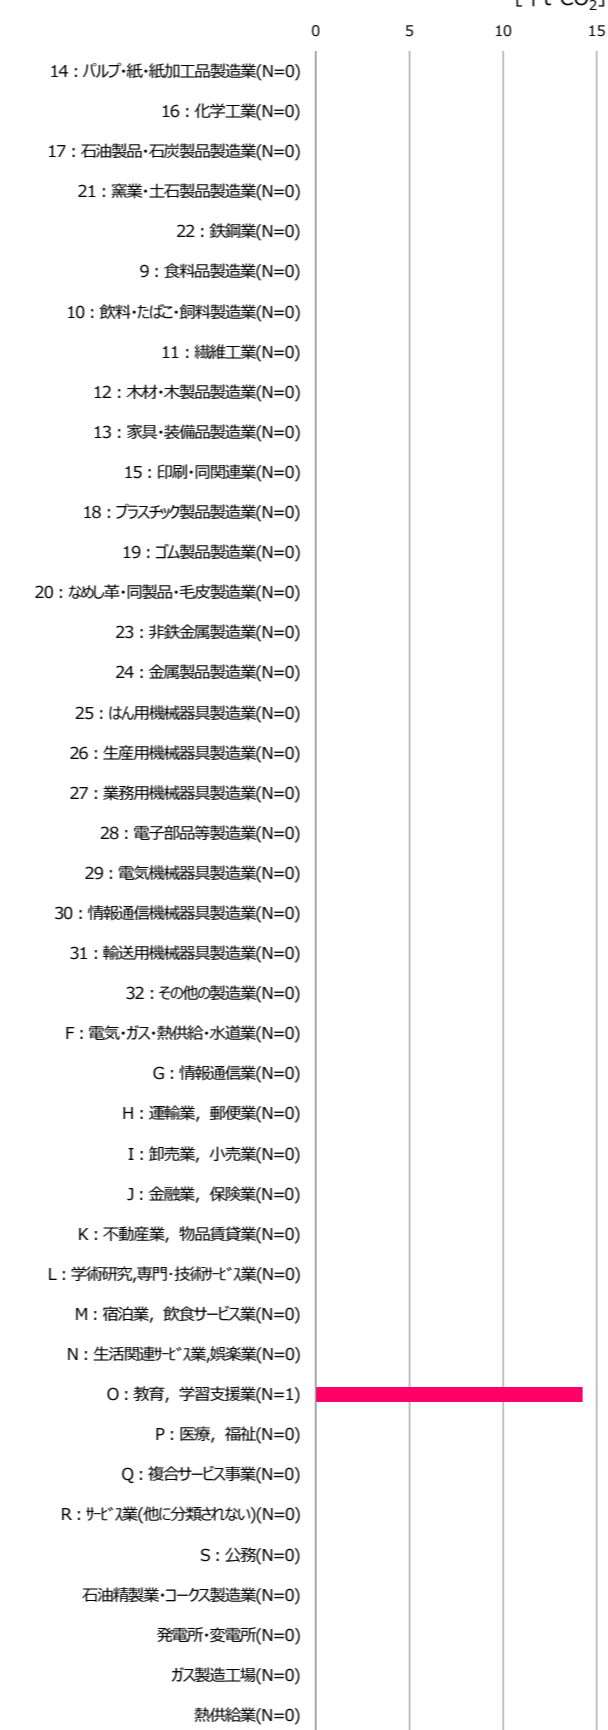 0 5 10 15
14：パルプ・紙・紙加工品製造業(N=0)
16：化学工業(N=0)
17：石油製品・石炭製品製造業(N=0)
21：窯業・土石製品製造業(N=0)
22：鉄鋼業(N=0)
9：食料品製造業(N=0)
10：飲料・たばこ・飼料製造業(N=0)
11：繊維工業(N=0)
12：木材・木製品製造業(N=0)
13：家具・装備品製造業(N=0)
15：印刷・同関連業(N=0)
18：プラスチック製品製造業(N=0)
19：ゴム製品製造業(N=0)
20：なめし革・同製品・毛皮製造業(N=0)
23：非鉄金属製造業(N=0)
24：金属製品製造業(N=0)
25：はん用機械器具製造業(N=0)
26：生産用機械器具製造業(N=0)
27：業務用機械器具製造業(N=0)
28：電子部品等製造業(N=0)
29：電気機械器具製造業(N=0)
30：情報通信機械器具製造業(N=0)
31：輸送用機械器具製造業(N=0)
32：その他の製造業(N=0)
F：電気・ガス・熱供給・水道業(N=0)
G：情報通信業(N=0)
H：運輸業，郵便業(N=0)
I：卸売業，小売業(N=0)
J：金融業，保険業(N=0)
K：不動産業，物品賃貸業(N=0)
L：学術研究,専門・技術ｻｰﾋﾞｽ業(N=0)
M：宿泊業，飲食サービス業(N=0)
N：生活関連ｻｰﾋﾞｽ業,娯楽業(N=0)
O：教育，学習支援業(N=1)
P：医療，福祉(N=0)
Q：複合サービス事業(N=0)
R：ｻｰﾋﾞｽ業(他に分類されない)(N=0)
S：公務(N=0)
石油精製業・コークス製造業(N=0)
発電所・変電所(N=0)
ガス製造工場(N=0)
熱供給業(N=0)